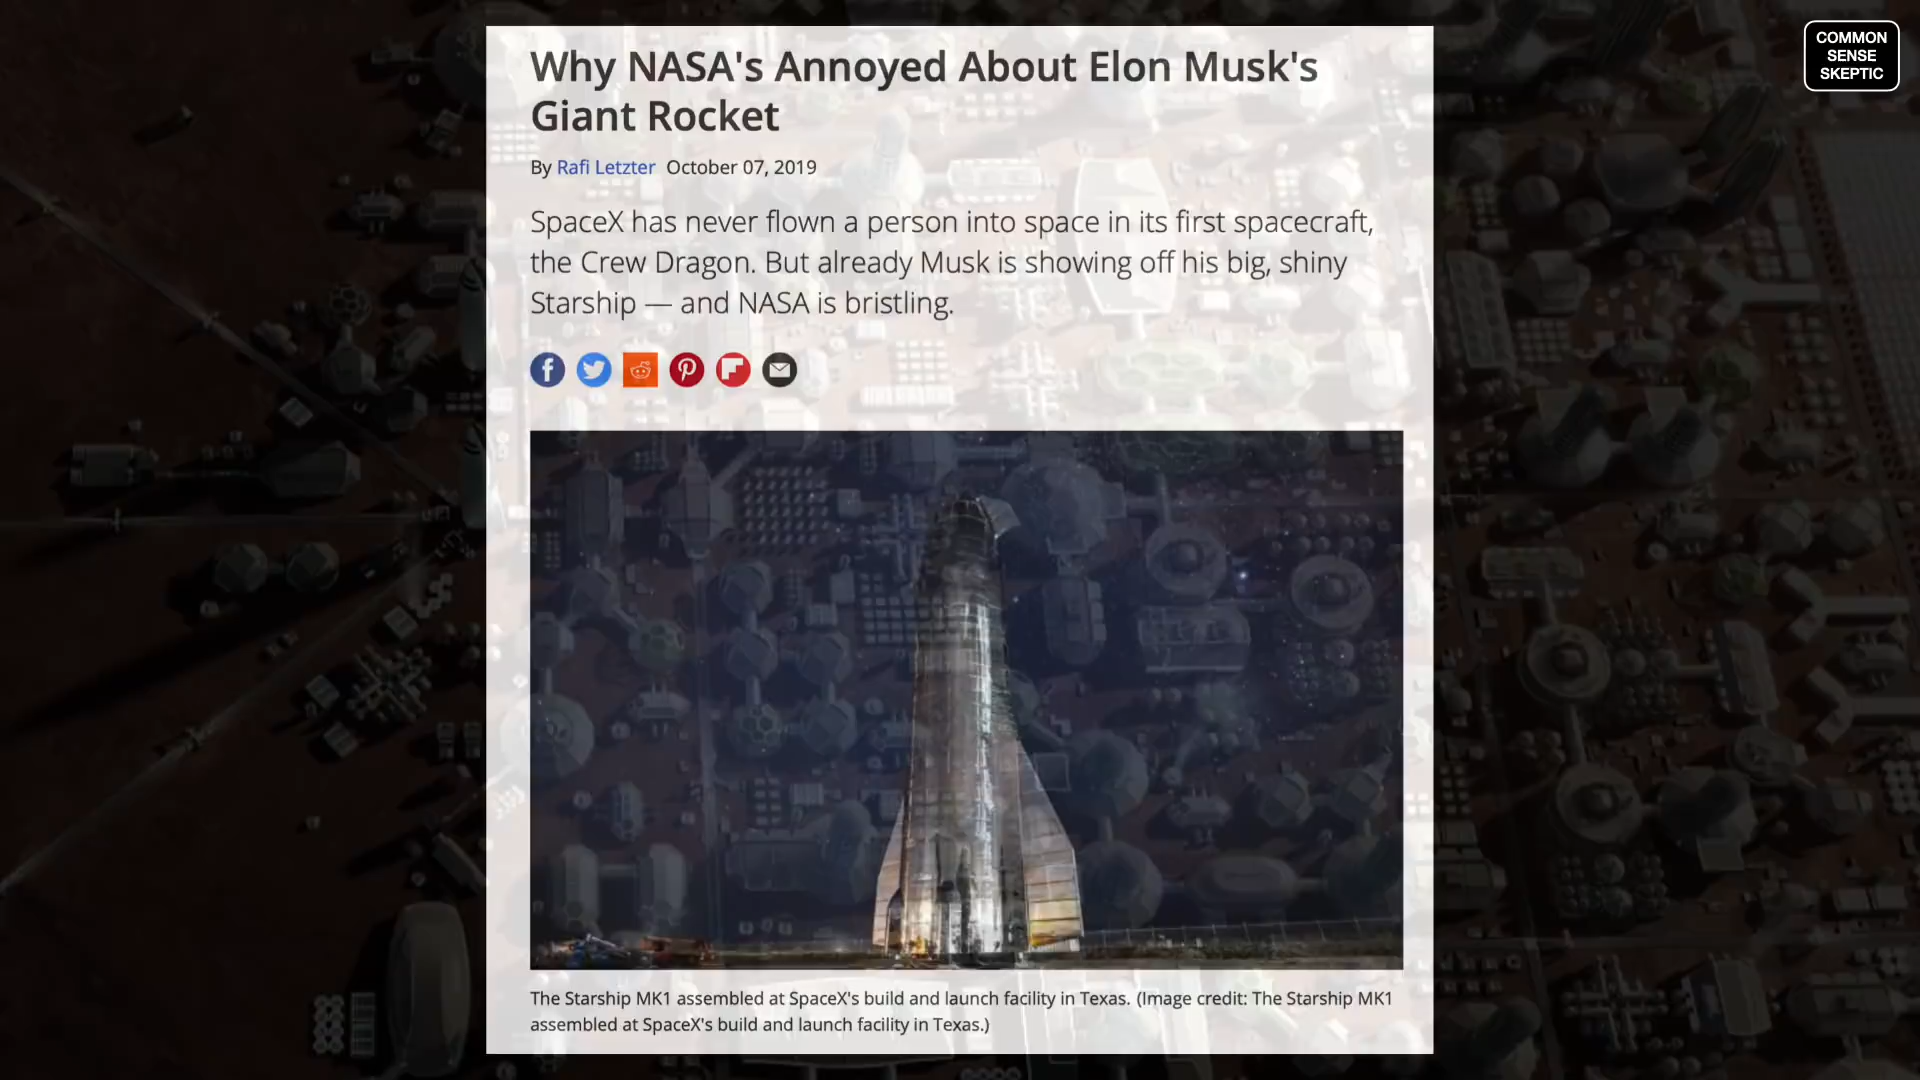 COMMON
SENSE
SKEPTIC
Why NASA's Annoyed About Elon Musk's
Giant Rocket
By Rafi Letzter October 07, 2019
SpaceX has never flown a person into space in its first spacecraft,
the Crew Dragon. But already Musk is showing off his big, shiny
Starship — and NASA is bristling.
The Starship MK1 assembled at SpaceX's build and launch facility in Texas. (Image credit: The Starship MK1
assembled at SpaceX's build and launch facility in Texas.)